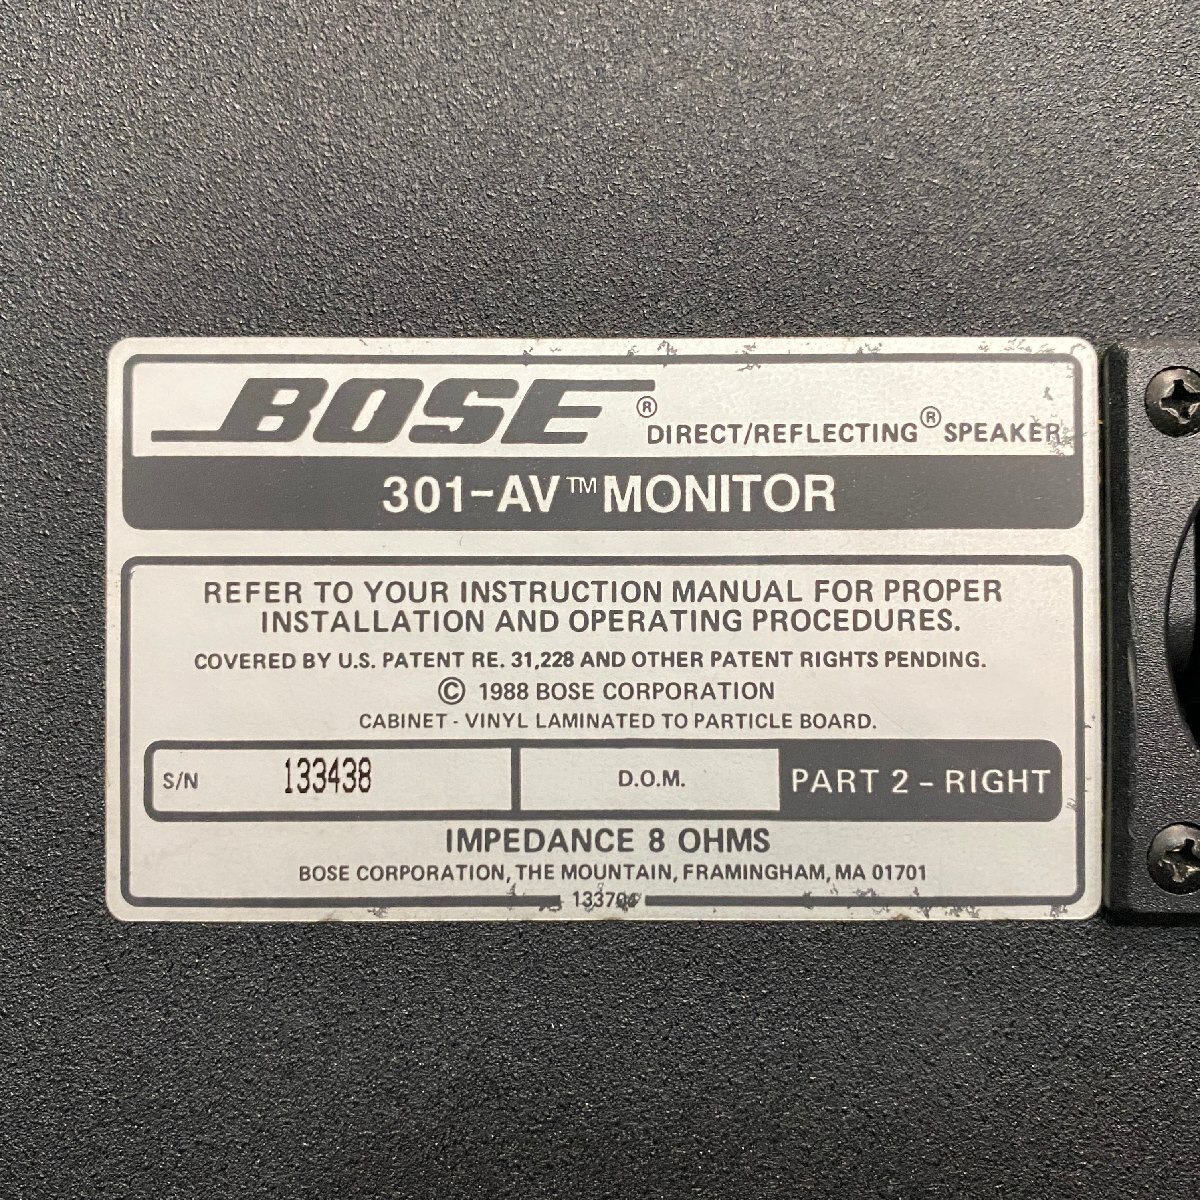 BOSE®
DIRECT/REFLECTING® SPEAKER
301-AV™ MONITOR
REFER TO YOUR INSTRUCTION MANUAL FOR PROPER
INSTALLATION AND OPERATING PROCEDURES.
COVERED BY U.S. PATENT RE. 31,228 AND OTHER PATENT RIGHTS PENDING.
© 1988 BOSE CORPORATION
CABINET - VINYL LAMINATED TO PARTICLE BOARD.
S/N 133438 D.O.M. PART 2 - RIGHT
IMPEDANCE 8 OHMS
BOSE CORPORATION, THE MOUNTAIN, FRAMINGHAM, MA 01701